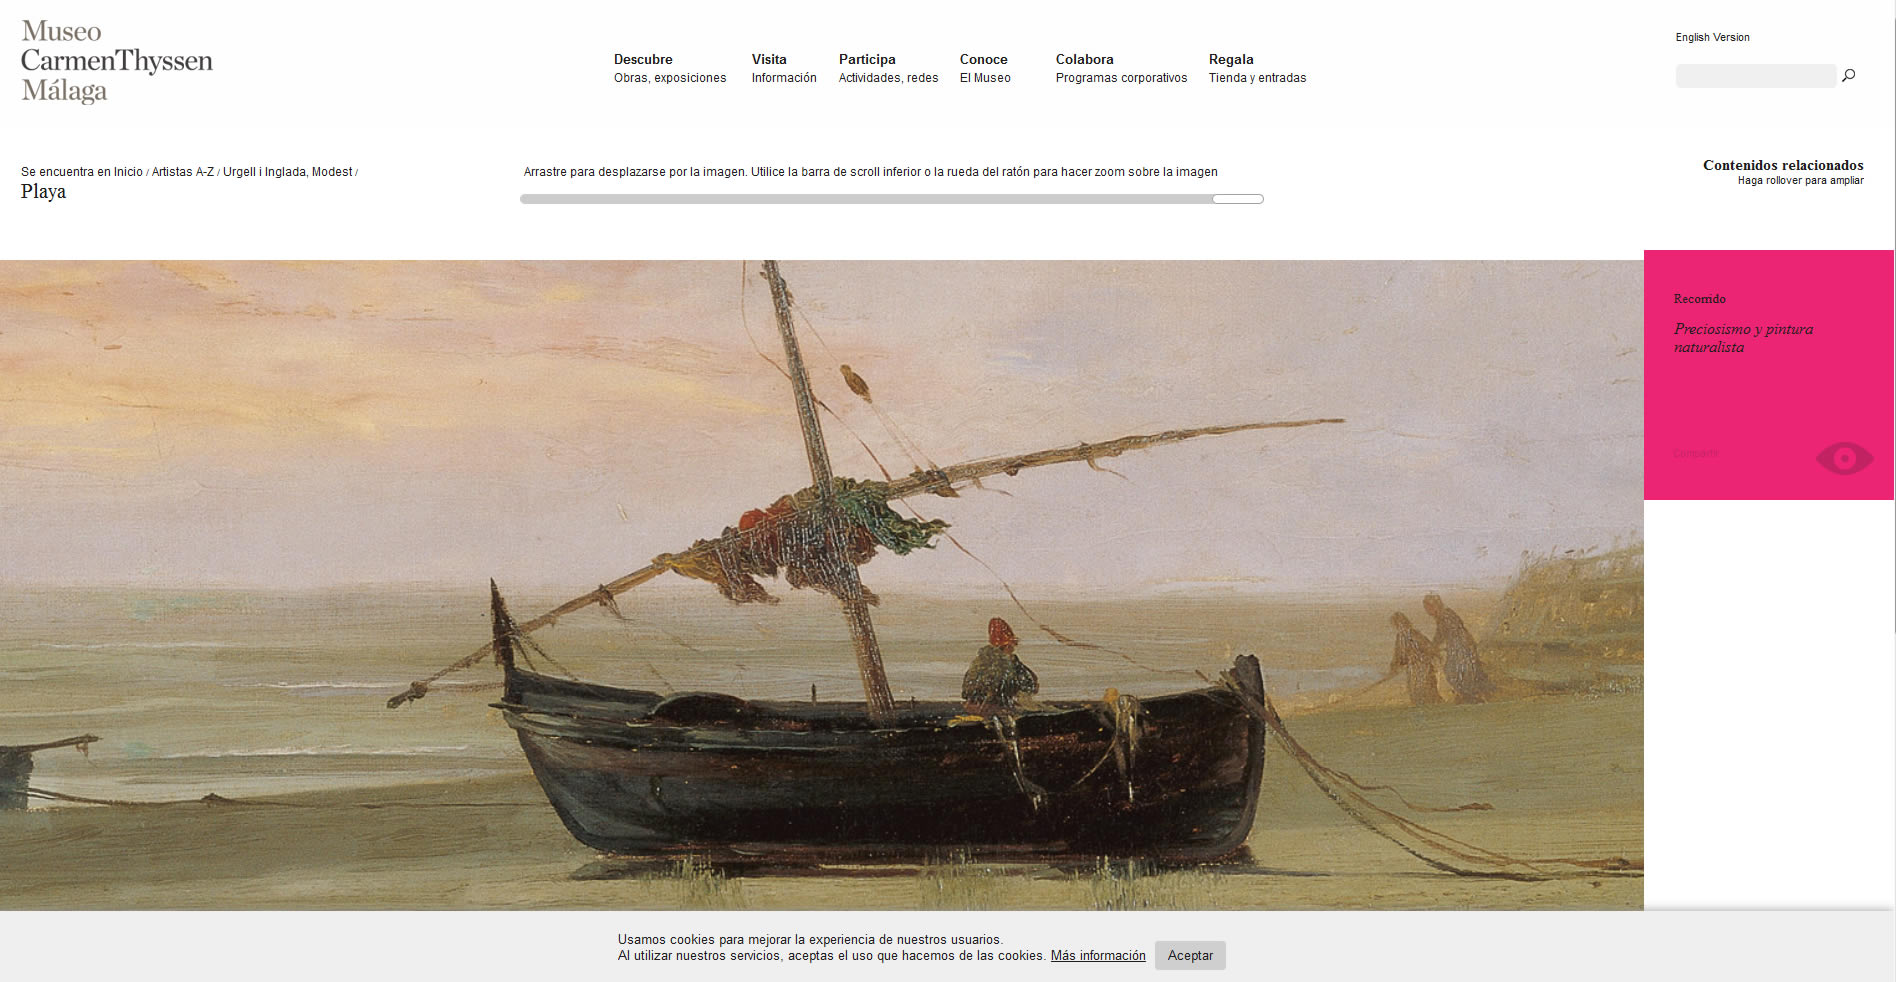 Museo
CarmenThyssen
Málaga
Descubre
Obras, exposiciones
Visita
Información
Participa
Actividades, redes
Conoce
El Museo
Colabora
Programas corporativos
Regala
Tienda y entradas
English Version
Se encuentra en Inicio / Artistas A-Z / Urgell i Inglada, Modest /
Playa
Arrastre para desplazarse por la imagen. Utilice la barra de scroll inferior o la rueda del ratón para hacer zoom sobre la imagen
Contenidos relacionados
Haga rollover para ampliar
Recorrido
Preciosismo y pintura
naturalista
Compartir
Usamos cookies para mejorar la experiencia de nuestros usuarios.
Al utilizar nuestros servicios, aceptas el uso que hacemos de las cookies. Más información
Aceptar